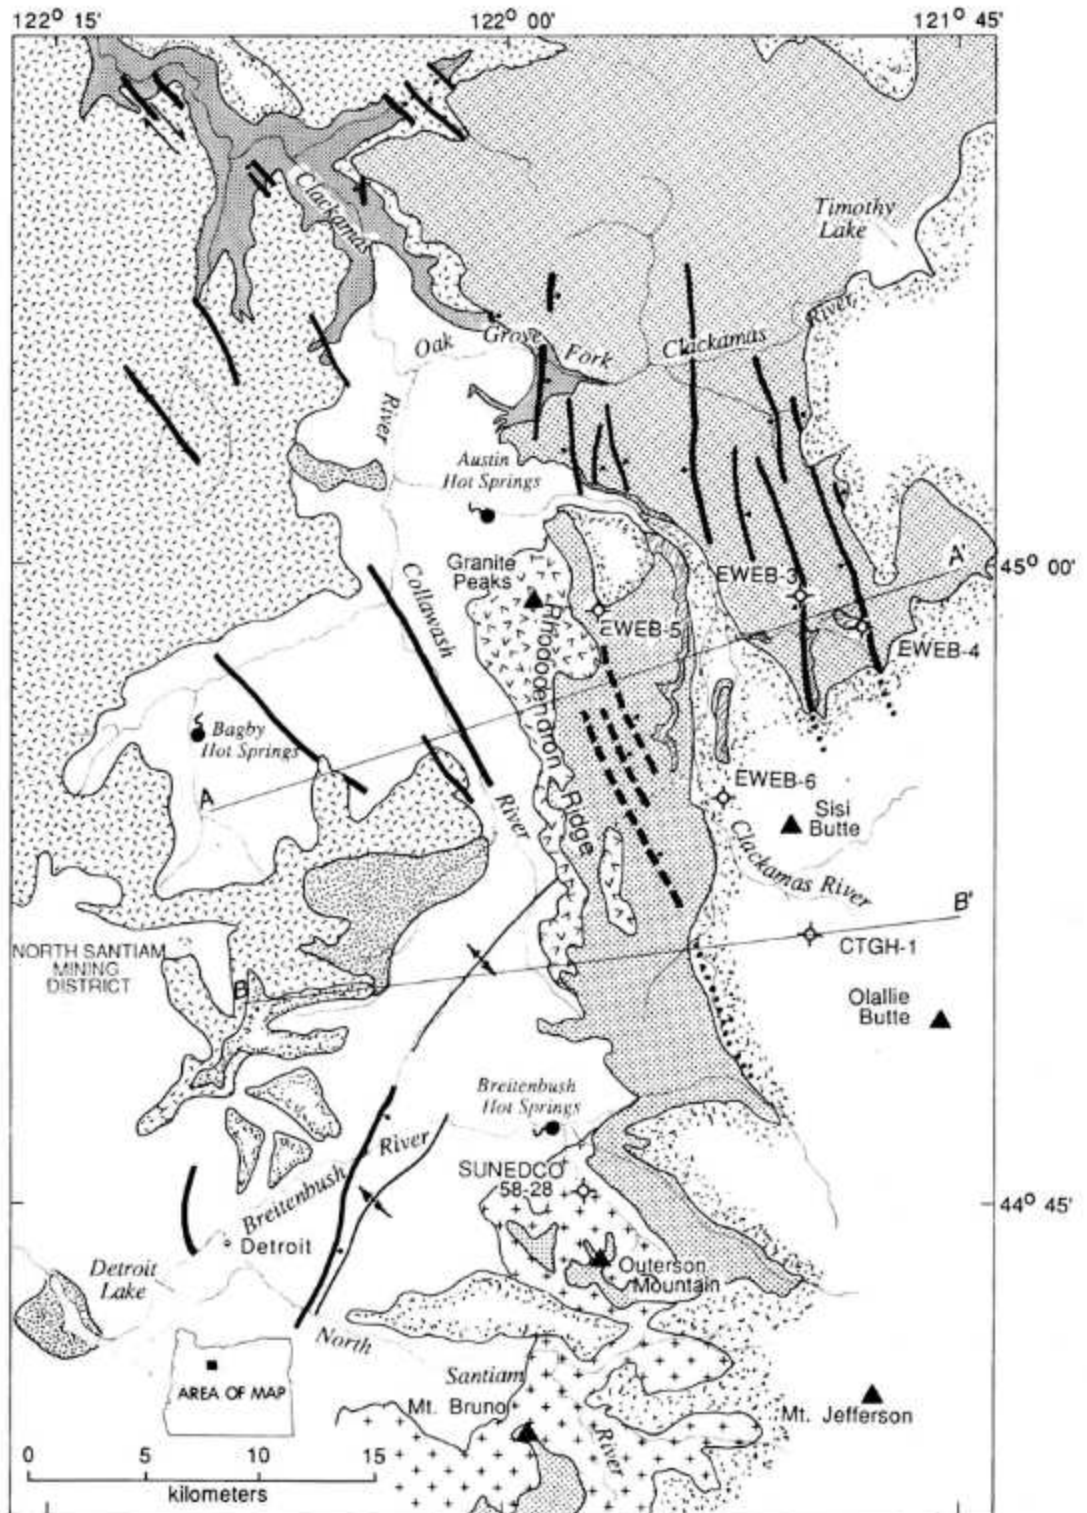 122° 15'
122° 00'
121° 45'
Timothy
Lake
Clackamas
Oak Grove Fork Clackamas River
River
Austin
Hot Springs
A'
45° 00'
Granite
Peaks
EWEB-3
EWEB-5
EWEB-4
Collawash
Rhododendron
Ridge
Bagby
Hot Springs
A
River
EWEB-6
Sisi
Butte
Clackamas River
B'
NORTH SANTIAM
MINING
DISTRICT
B
CTGH-1
Olallie
Butte
Breitenbush
Hot Springs
Breitenbush River
SUNEDCO
58-28
44° 45'
Detroit
Detroit
Lake
Outerson
Mountain
North
Santiam
River
AREA OF MAP
Mt. Bruno
Mt. Jefferson
0 5 10 15
kilometers